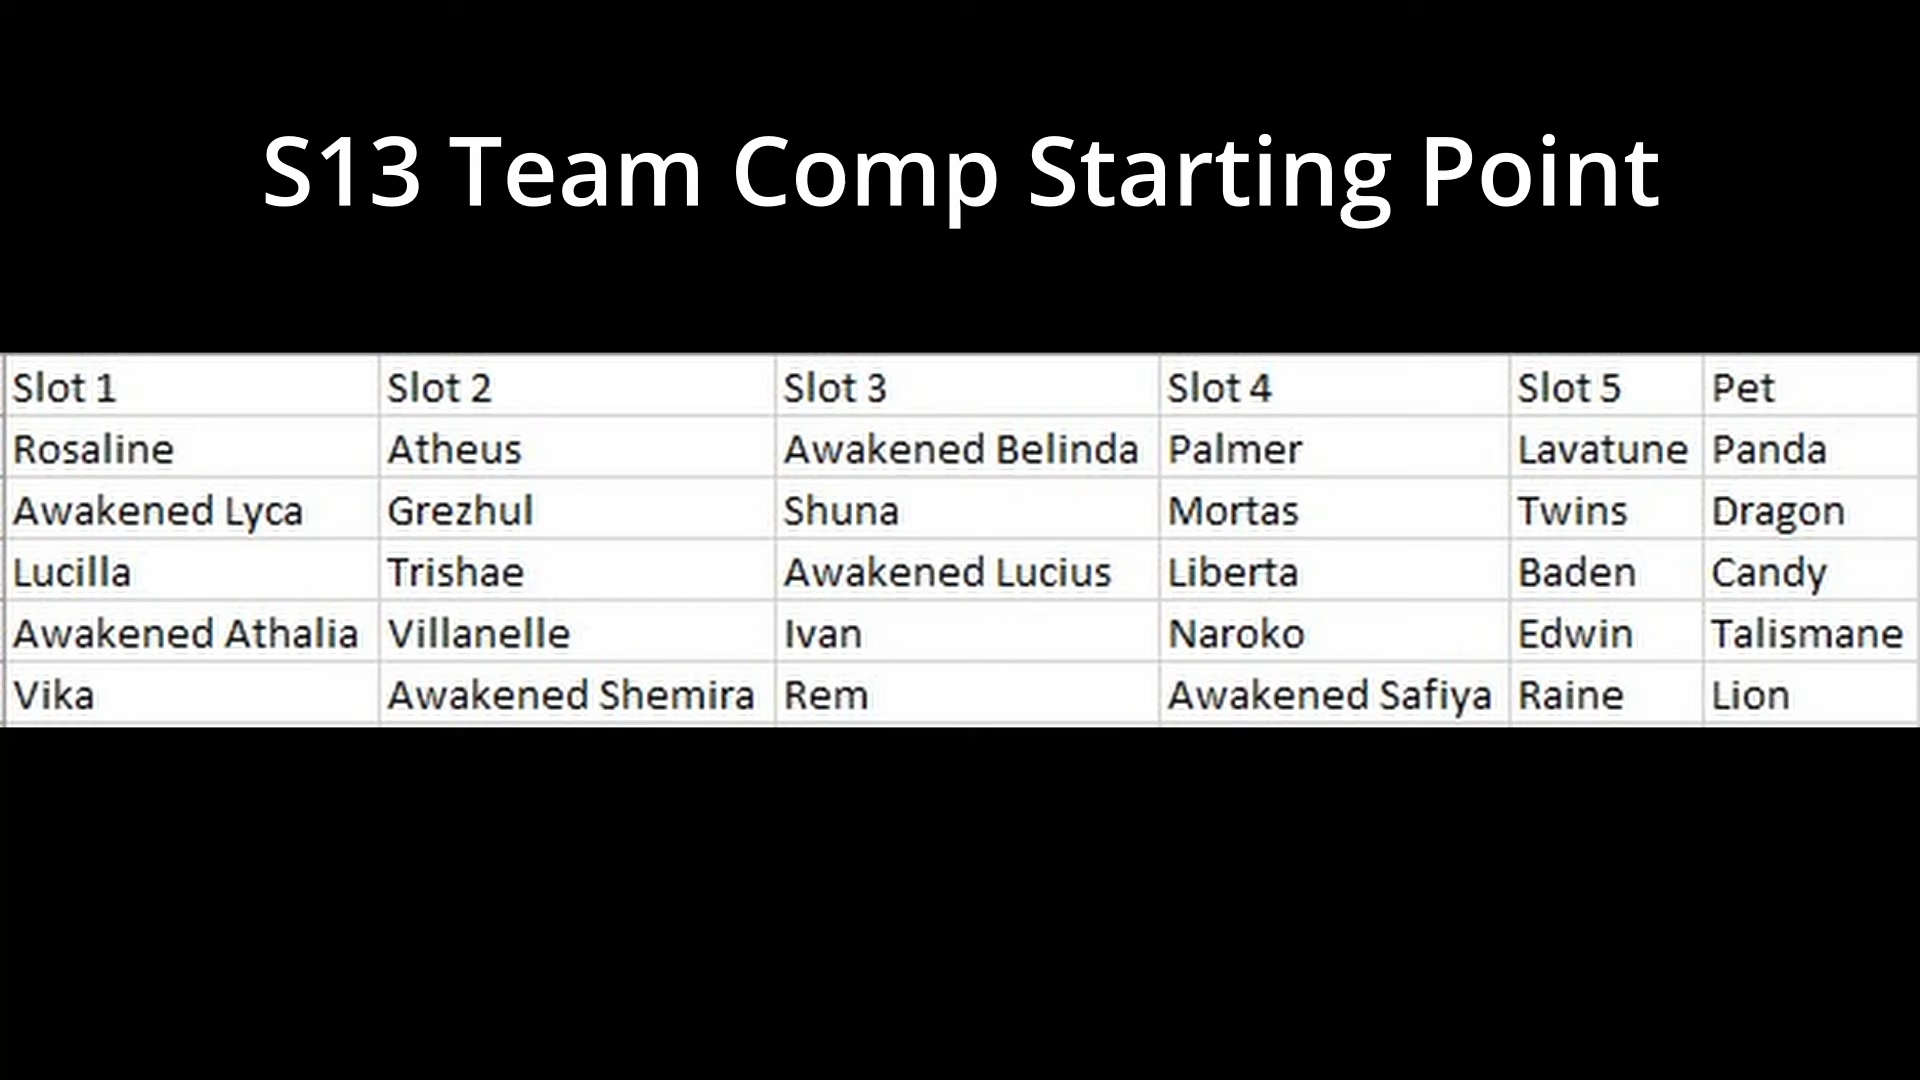 S13 Team Comp Starting Point
Slot 1 Slot 2 Slot 3 Slot 4 Slot 5 Pet
Rosaline Atheus Awakened Belinda Palmer Lavatune Panda
Awakened Lyca Grezhul Shuna Mortas Twins Dragon
Lucilla Trishae Awakened Lucius Liberta Baden Candy
Awakened Athalia Villanelle Ivan Naroko Edwin Talismane
Vika Awakened Shemira Rem Awakened Safiya Raine Lion